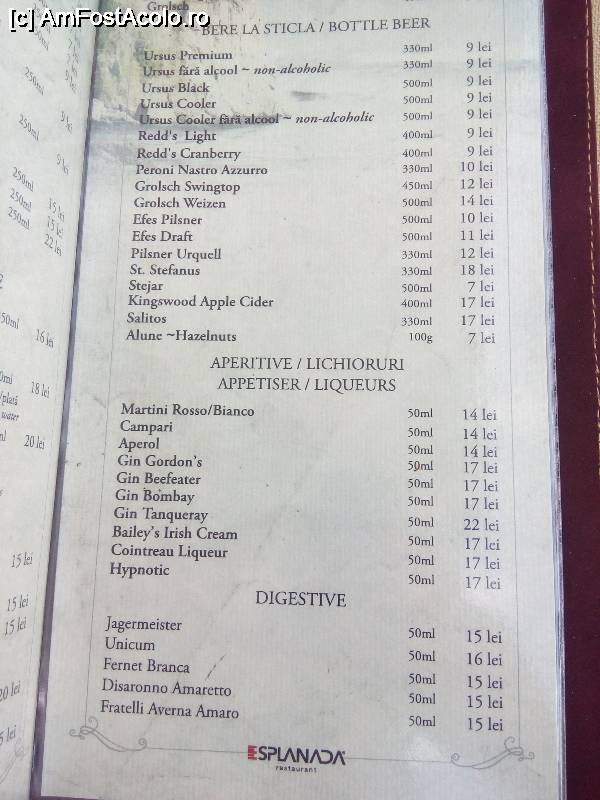 [c] AmFostAcolo.ro
Grolsch
BERE LA STICLA / BOTTLE BEER
Ursus Premium 330ml 9 lei
Ursus fără alcool ~ non-alcoholic 330ml 9 lei
Ursus Black 500ml 9 lei
Ursus Cooler 500ml 9 lei
Ursus Cooler fără alcool ~ non-alcoholic 500ml 9 lei
Redd's Light 400ml 9 lei
Redd's Cranberry 400ml 9 lei
Peroni Nastro Azzurro 330ml 10 lei
Grolsch Swingtop 450ml 12 lei
Grolsch Weizen 500ml 14 lei
Efes Pilsner 500ml 10 lei
Efes Draft 500ml 11 lei
Pilsner Urquell 330ml 12 lei
St. Stefanus 330ml 18 lei
Stejar 500ml 7 lei
Kingswood Apple Cider 400ml 17 lei
Salitos 330ml 17 lei
Alune ~Hazelnuts 100g 7 lei
APERITIVE / LICHIORURI
APPETISER / LIQUEURS
Martini Rosso/Bianco 50ml 14 lei
Campari 50ml 14 lei
Aperol 50ml 14 lei
Gin Gordon's 50ml 17 lei
Gin Beefeater 50ml 17 lei
Gin Bombay 50ml 17 lei
Gin Tanqueray 50ml 22 lei
Bailey's Irish Cream 50ml 17 lei
Cointreau Liqueur 50ml 17 lei
Hypnotic 50ml 17 lei
DIGESTIVE
Jagermeister 50ml 15 lei
Unicum 50ml 16 lei
Fernet Branca 50ml 15 lei
Disaronno Amaretto 50ml 15 lei
Fratelli Averna Amaro 50ml 15 lei
ESPLANADA
restaurant